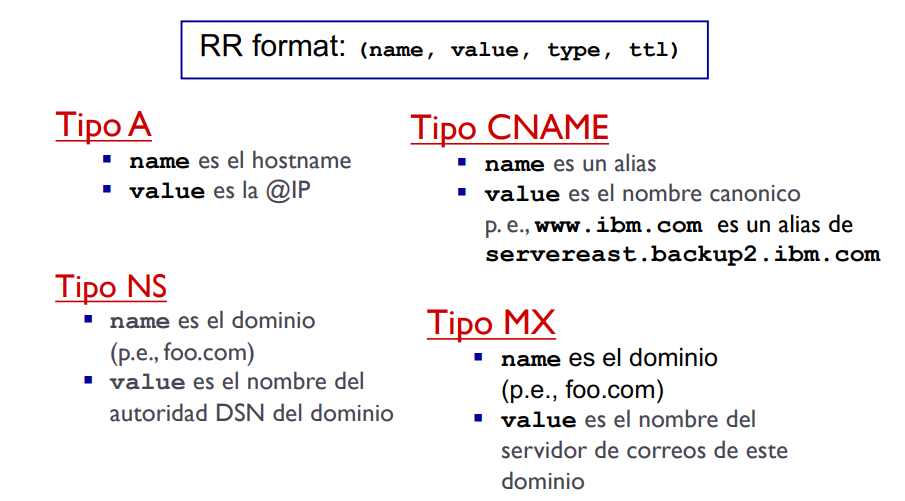 RR format: (name, value, type, ttl)
Tipo A
▪ name es el hostname
▪ value es la @IP
Tipo CNAME
▪ name es un alias
▪ value es el nombre canonico
p. e., www.ibm.com es un alias de
servereast.backup2.ibm.com
Tipo NS
▪ name es el dominio
(p.e., foo.com)
▪ value es el nombre del
autoridad DSN del dominio
Tipo MX
▪ name es el dominio
(p.e., foo.com)
▪ value es el nombre del
servidor de correos de este
dominio